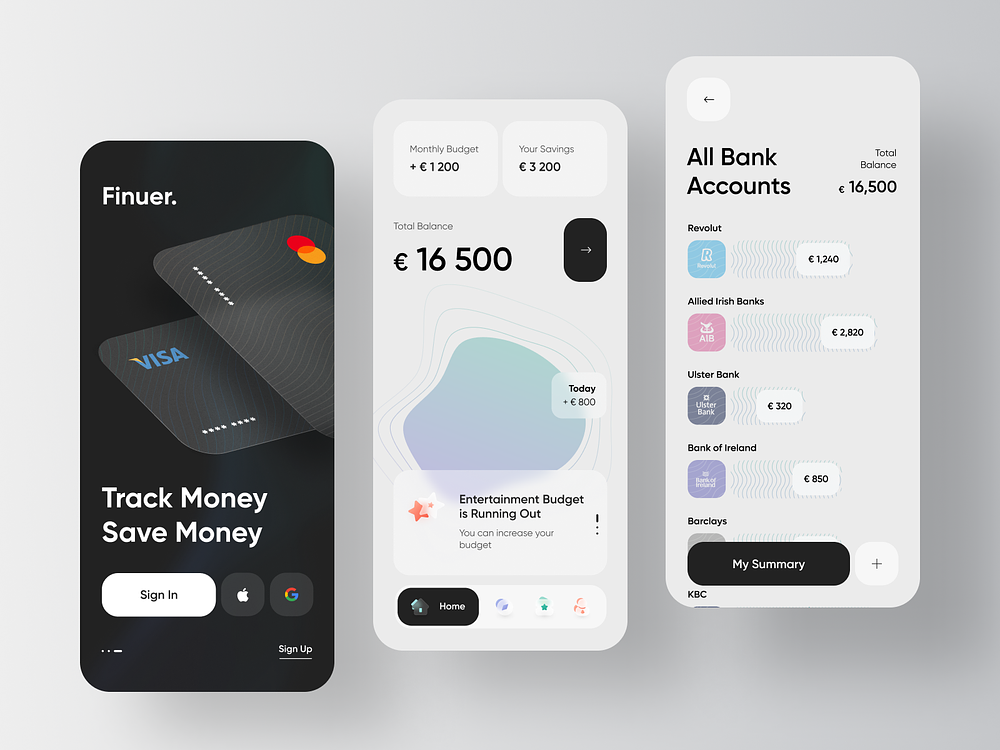 Finuer.
*****
VISA
**** ****
Track Money
Save Money
Sign In
Sign Up
Monthly Budget
+ € 1 200
Your Savings
€ 3 200
Total Balance
€ 16 500
Today
+ € 800
Entertainment Budget
is Running Out
You can increase your
budget
Home
All Bank
Accounts
Total
Balance
€ 16,500
Revolut
Revolut
€ 1,240
Allied Irish Banks
AIB
€ 2,820
Ulster Bank
Ulster
Bank
€ 320
Bank of Ireland
Bank of
Ireland
€ 850
Barclays
My Summary
KBC